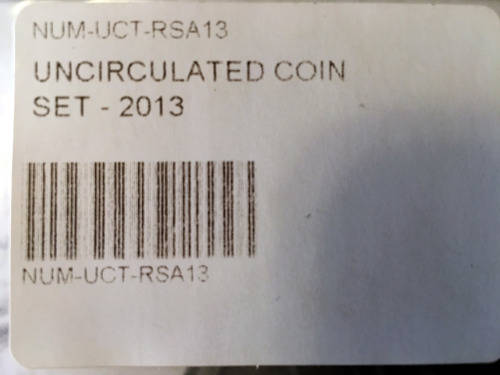 NUM-UCT-RSA13
UNCIRCULATED COIN
SET - 2013
NUM-UCT-RSA13